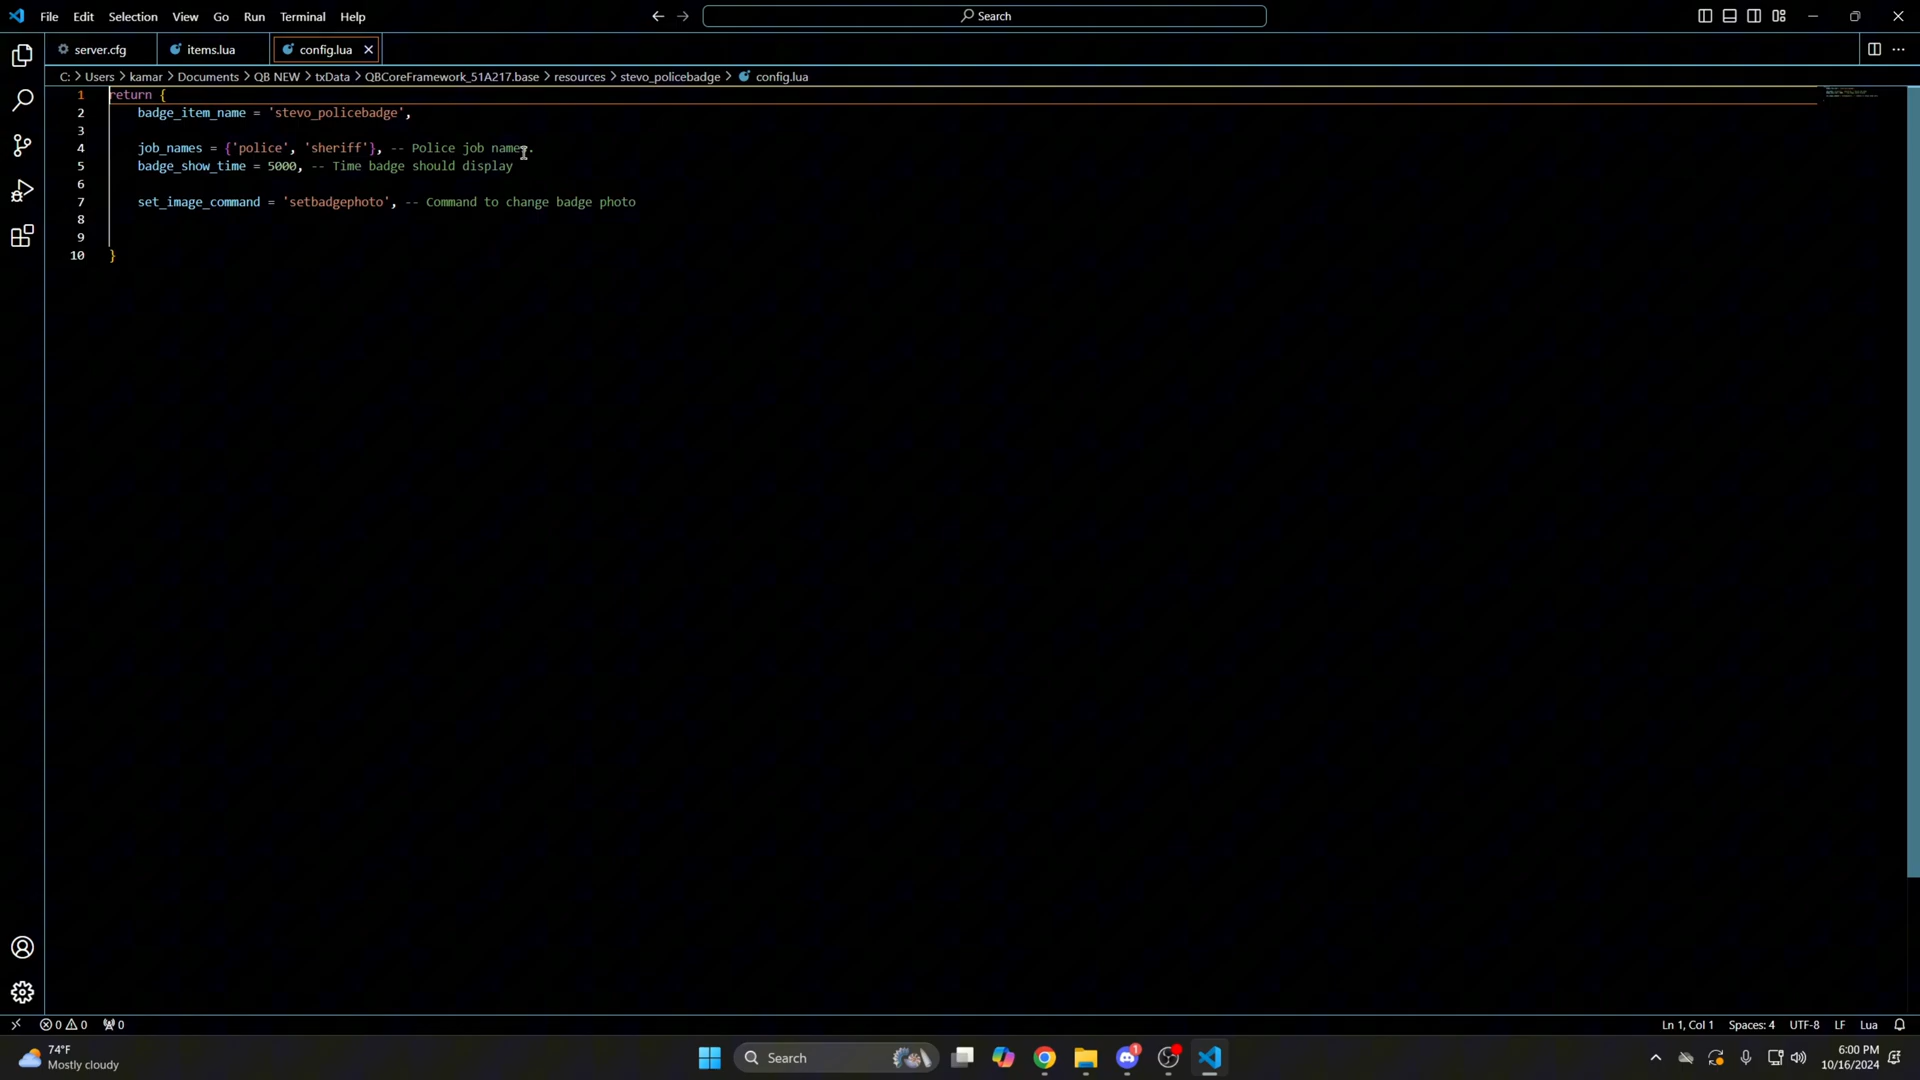 File Edit Selection View Go Run Terminal Help Search
server.cfg items.lua config.lua
C: > Users > kamar > Documents > QB NEW > txData > QBCoreFramework_51A217.base > resources > stevo_policebadge > config.lua
1 return {
2 badge_item_name = 'stevo_policebadge',
3
4 job_names = {'police', 'sheriff'}, -- Police job names.
5 badge_show_time = 5000, -- Time badge should display
6
7 set_image_command = 'setbadgephoto', -- Command to change badge photo
8
9
10 }
0 0 0 Ln 1, Col 1 Spaces: 4 UTF-8 LF Lua
74°F
Mostly cloudy
Search
1
6:00 PM
10/16/2024